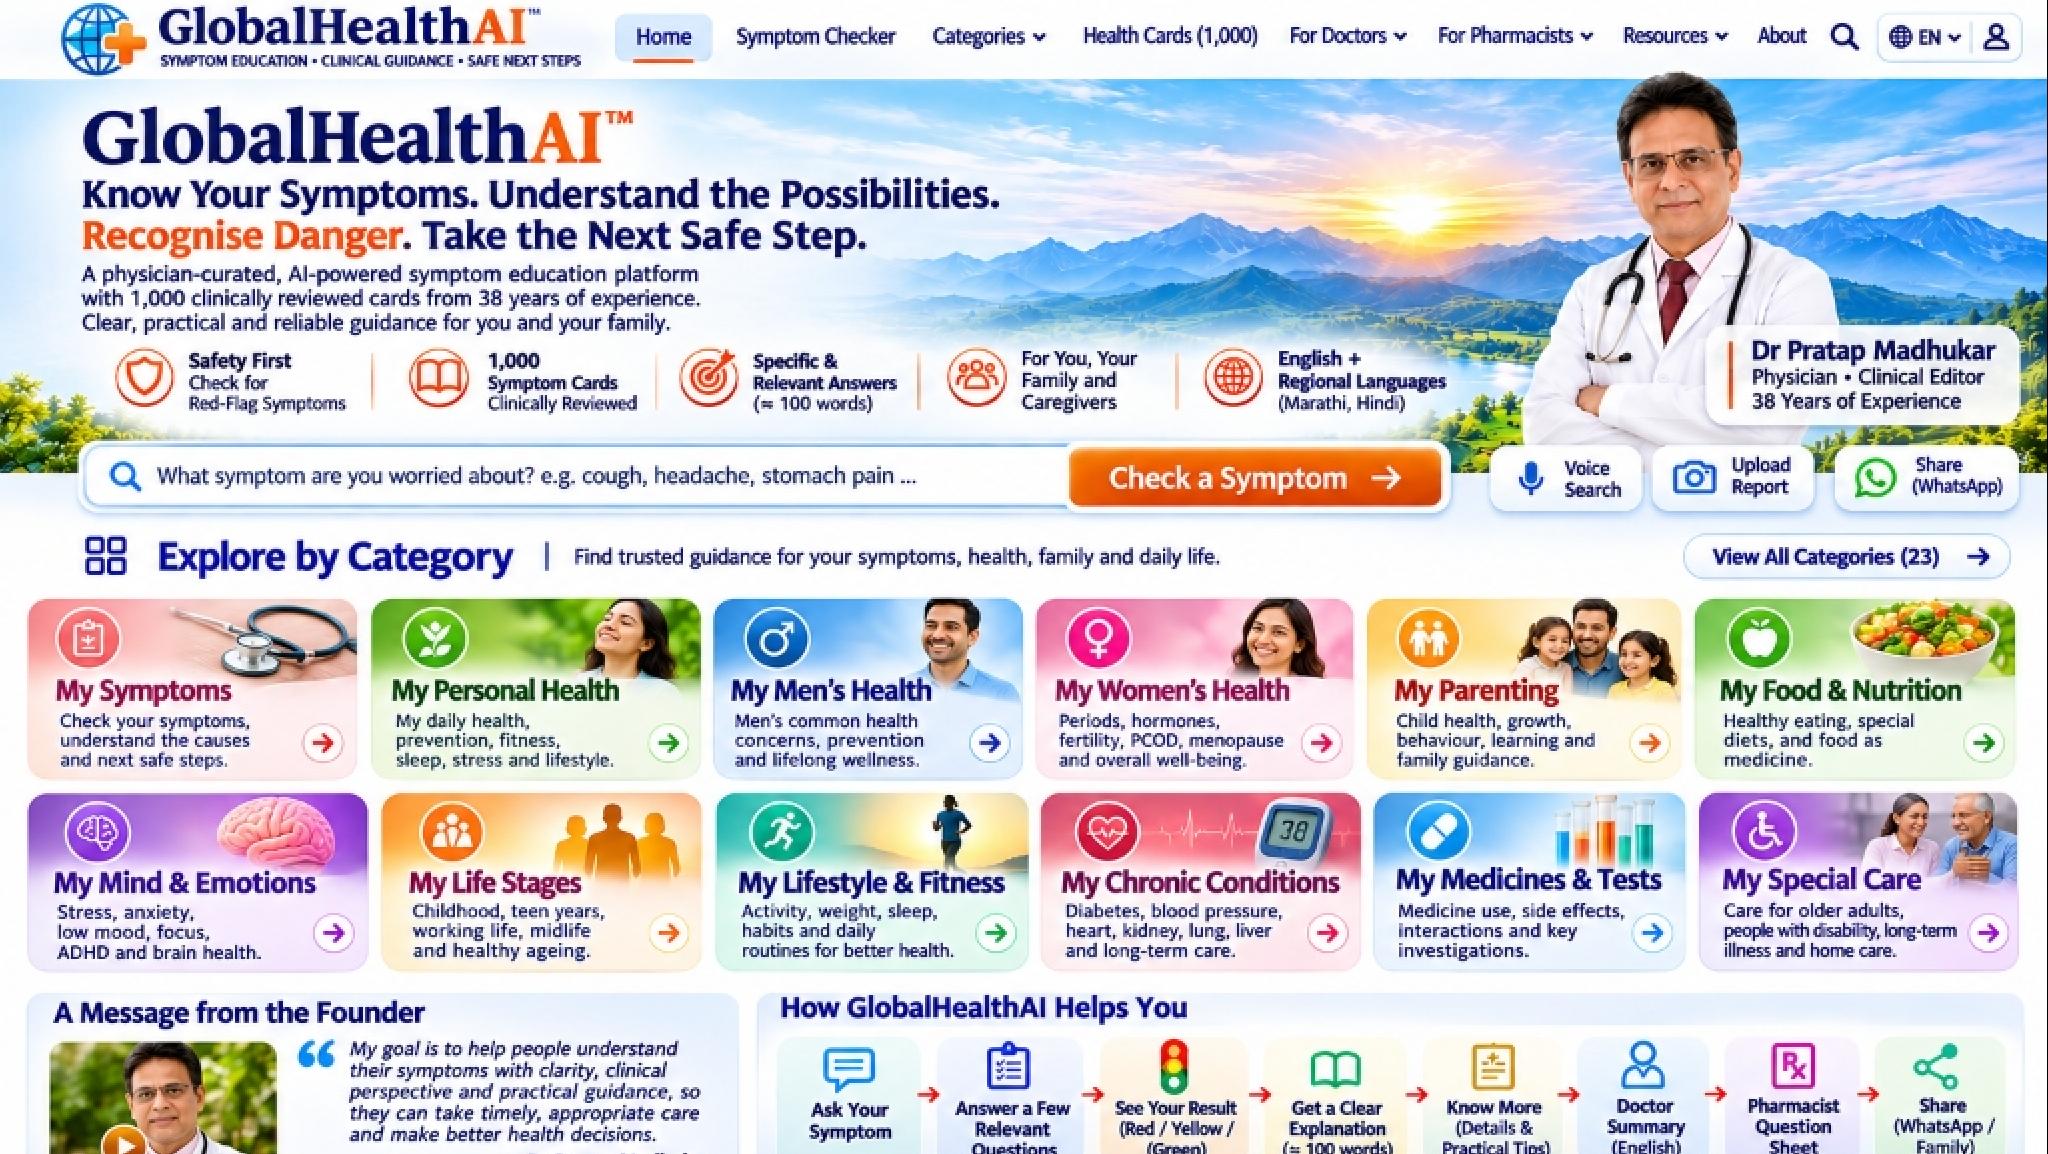 GlobalHealthAI™
SYMPTOM EDUCATION • CLINICAL GUIDANCE • SAFE NEXT STEPS
Home
Symptom Checker
Categories
Health Cards (1,000)
For Doctors
For Pharmacists
Resources
About
EN
GlobalHealthAI™
Know Your Symptoms. Understand the Possibilities.
Recognise Danger. Take the Next Safe Step.
A physician-curated, AI-powered symptom education platform
with 1,000 clinically reviewed cards from 38 years of experience.
Clear, practical and reliable guidance for you and your family.
Safety First
Check for
Red-Flag Symptoms
1,000
Symptom Cards
Clinically Reviewed
Specific &
Relevant Answers
(≈ 100 words)
For You, Your
Family and
Caregivers
English +
Regional Languages
(Marathi, Hindi)
Dr Pratap Madhukar
Physician • Clinical Editor
38 Years of Experience
What symptom are you worried about? e.g. cough, headache, stomach pain ...
Check a Symptom →
Voice
Search
Upload
Report
Share
(WhatsApp)
Explore by Category | Find trusted guidance for your symptoms, health, family and daily life.
View All Categories (23) →
My Symptoms
Check your symptoms,
understand the causes
and next safe steps.
My Personal Health
My daily health,
prevention, fitness,
sleep, stress and lifestyle.
My Men's Health
Men's common health
concerns, prevention
and lifelong wellness.
My Women's Health
Periods, hormones,
fertility, PCOD, menopause
and overall well-being.
My Parenting
Child health, growth,
behaviour, learning and
family guidance.
My Food & Nutrition
Healthy eating, special
diets, and food as
medicine.
My Mind & Emotions
Stress, anxiety,
low mood, focus,
ADHD and brain health.
My Life Stages
Childhood, teen years,
working life, midlife
and healthy ageing.
My Lifestyle & Fitness
Activity, weight, sleep,
habits and daily
routines for better health.
38
My Chronic Conditions
Diabetes, blood pressure,
heart, kidney, lung, liver
and long-term care.
My Medicines & Tests
Medicine use, side effects,
interactions and key
investigations.
My Special Care
Care for older adults,
people with disability, long-term
illness and home care.
A Message from the Founder
“ My goal is to help people understand
their symptoms with clarity, clinical
perspective and practical guidance, so
they can take timely, appropriate care
and make better health decisions.
How GlobalHealthAI Helps You
Ask Your
Symptom
Answer a Few
Relevant
Questions
See Your Result
(Red / Yellow /
(Green)
Get a Clear
Explanation
(≈ 100 words)
Know More
(Details &
Practical Tips)
Doctor
Summary
(English)
Rx
Pharmacist
Question
Sheet
Share
(WhatsApp /
Family)